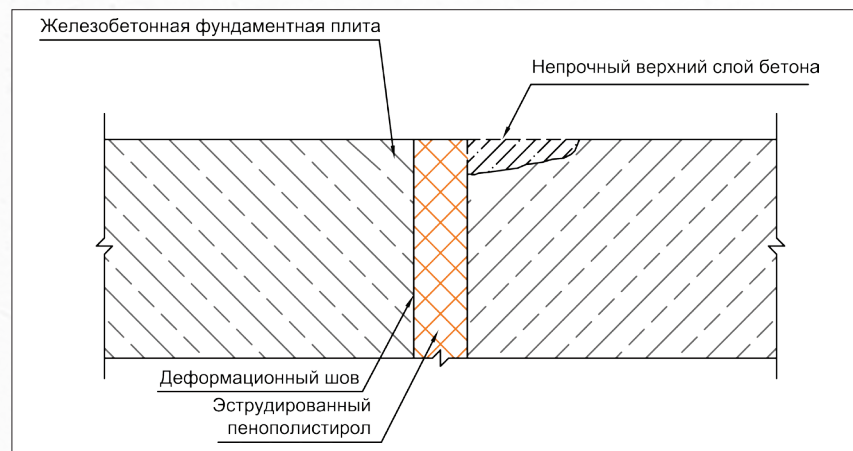 Железобетонная фундаментная плита
Непрочный верхний слой бетона
Деформационный шов
Эструдированный
пенополистирол